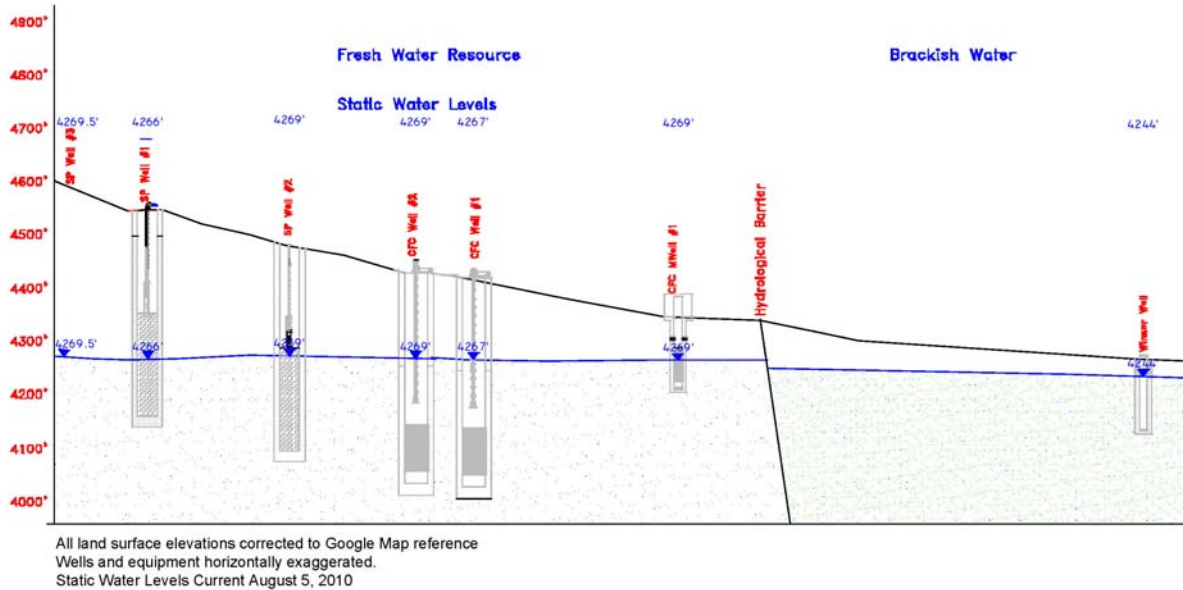 4900'
Fresh Water Resource
Brackish Water
4800'
Static Water Levels
4700'
4269.5'
4266'
4269'
4269'
4267'
4269'
4244'
SP Well #3
SP Well #1
SP Well #2
CFC Well #2
CFC Well #1
CFC MWell #1
Hydrological Barrier
4600'
4500'
4400'
4300'
4269.5'
4266'
4269'
4269'
4267'
4269'
4244'
4200'
4100'
4000'
All land surface elevations corrected to Google Map reference
Wells and equipment horizontally exaggerated.
Static Water Levels Current August 5, 2010